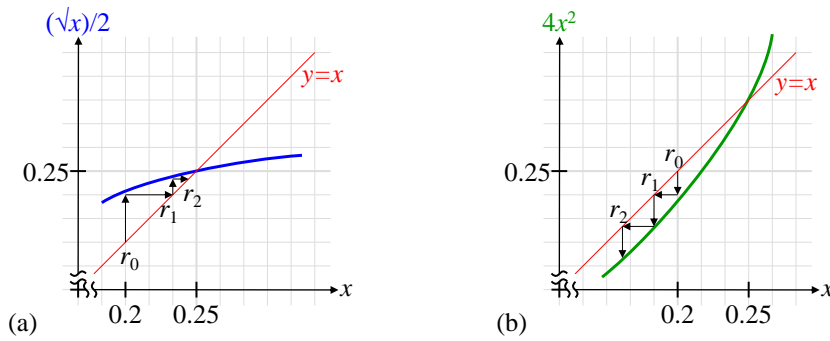 (√x)/2
y=x
0.25
r₀
r₁
r₂
x
0.2
0.25
(a)
4x²
y=x
0.25
r₀
r₁
r₂
x
0.2
0.25
(b)